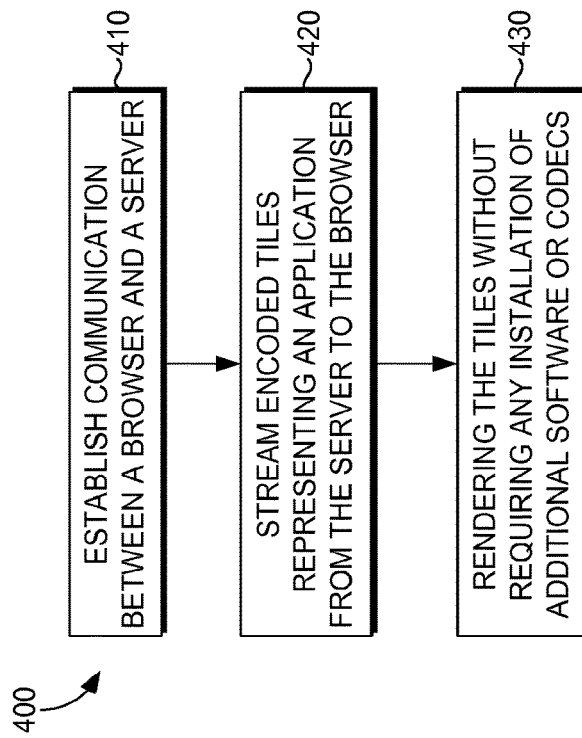 400
ESTABLISH COMMUNICATION
BETWEEN A BROWSER AND A SERVER
410
STREAM ENCODED TILES
REPRESENTING AN APPLICATION
FROM THE SERVER TO THE BROWSER
420
RENDERING THE TILES WITHOUT
REQUIRING ANY INSTALLATION OF
ADDITIONAL SOFTWARE OR CODECS
430